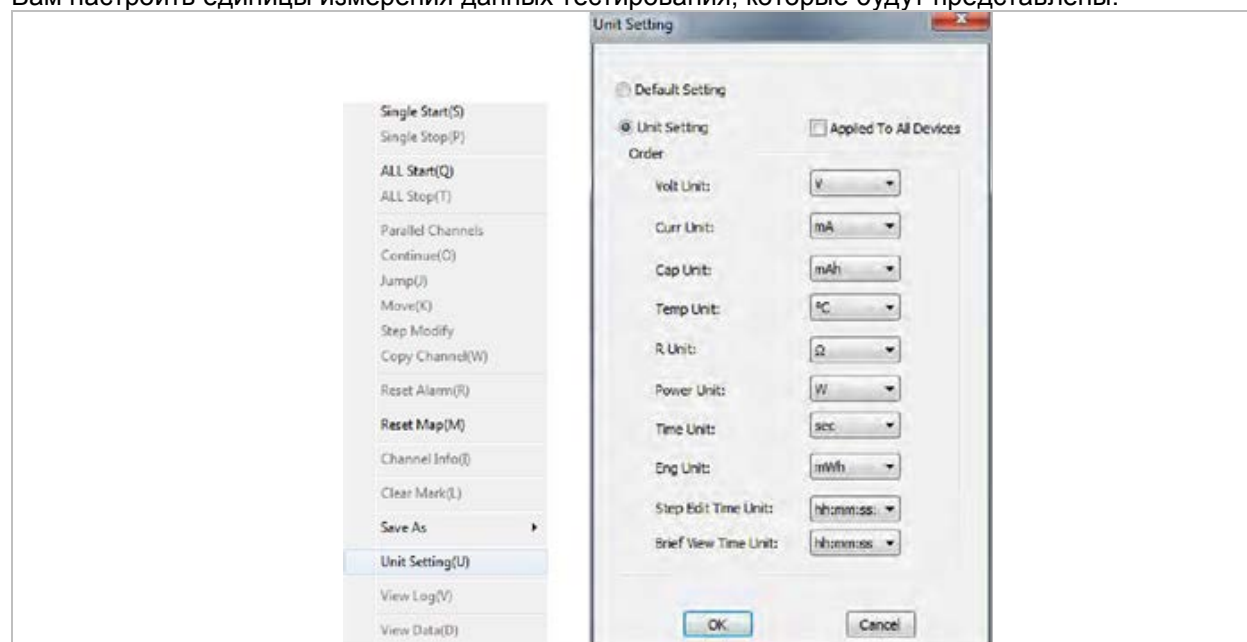 Вам настроить единицы измерения данных тестирования, которые будут представлены.
Single Start(S)
Single Stop(P)
ALL Start(Q)
ALL Stop(T)
Parallel Channels
Continue(O)
Jump(J)
Move(K)
Step Modify
Copy Channel(W)
Reset Alarm(R)
Reset Map(M)
Channel Info(I)
Clear Mark(L)
Save As
Unit Setting(U)
View Log(V)
View Data(D)
Unit Setting
Default Setting
Unit Setting
Applied To All Devices
Order
Volt Unit: V
Curr Unit: mA
Cap Unit: mAh
Temp Unit: ºC
R Unit: Ω
Power Unit: W
Time Unit: sec
Eng Unit: mWh
Step Edit Time Unit: hh:mm:ss:
Brief View Time Unit: hh:mm:ss
OK Cancel